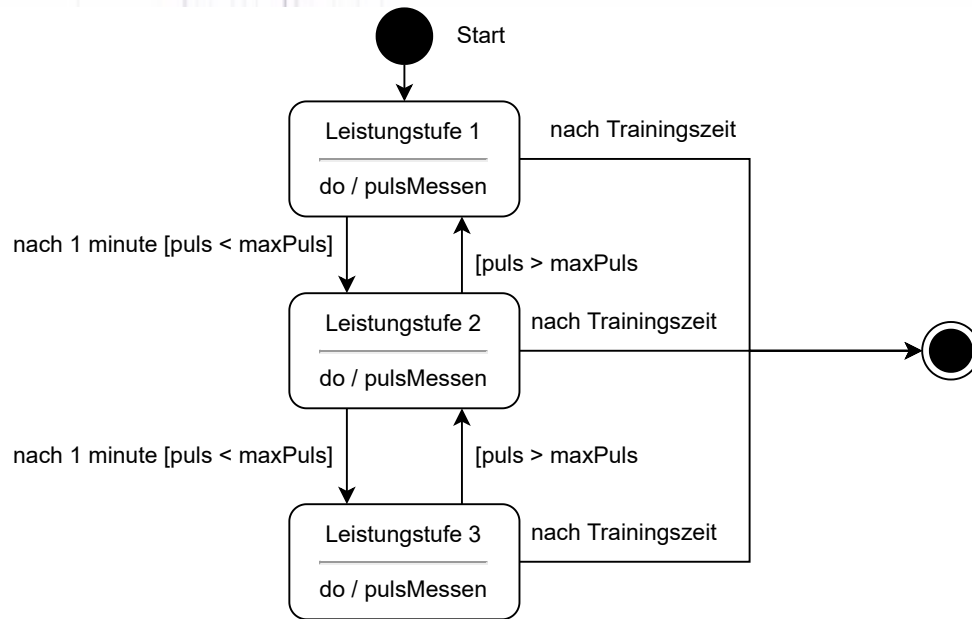 Start
Leistungstufe 1
do / pulsMessen
nach Trainingszeit
nach 1 minute [puls < maxPuls]
[puls > maxPuls
Leistungstufe 2
do / pulsMessen
nach Trainingszeit
nach 1 minute [puls < maxPuls]
[puls > maxPuls
Leistungstufe 3
do / pulsMessen
nach Trainingszeit